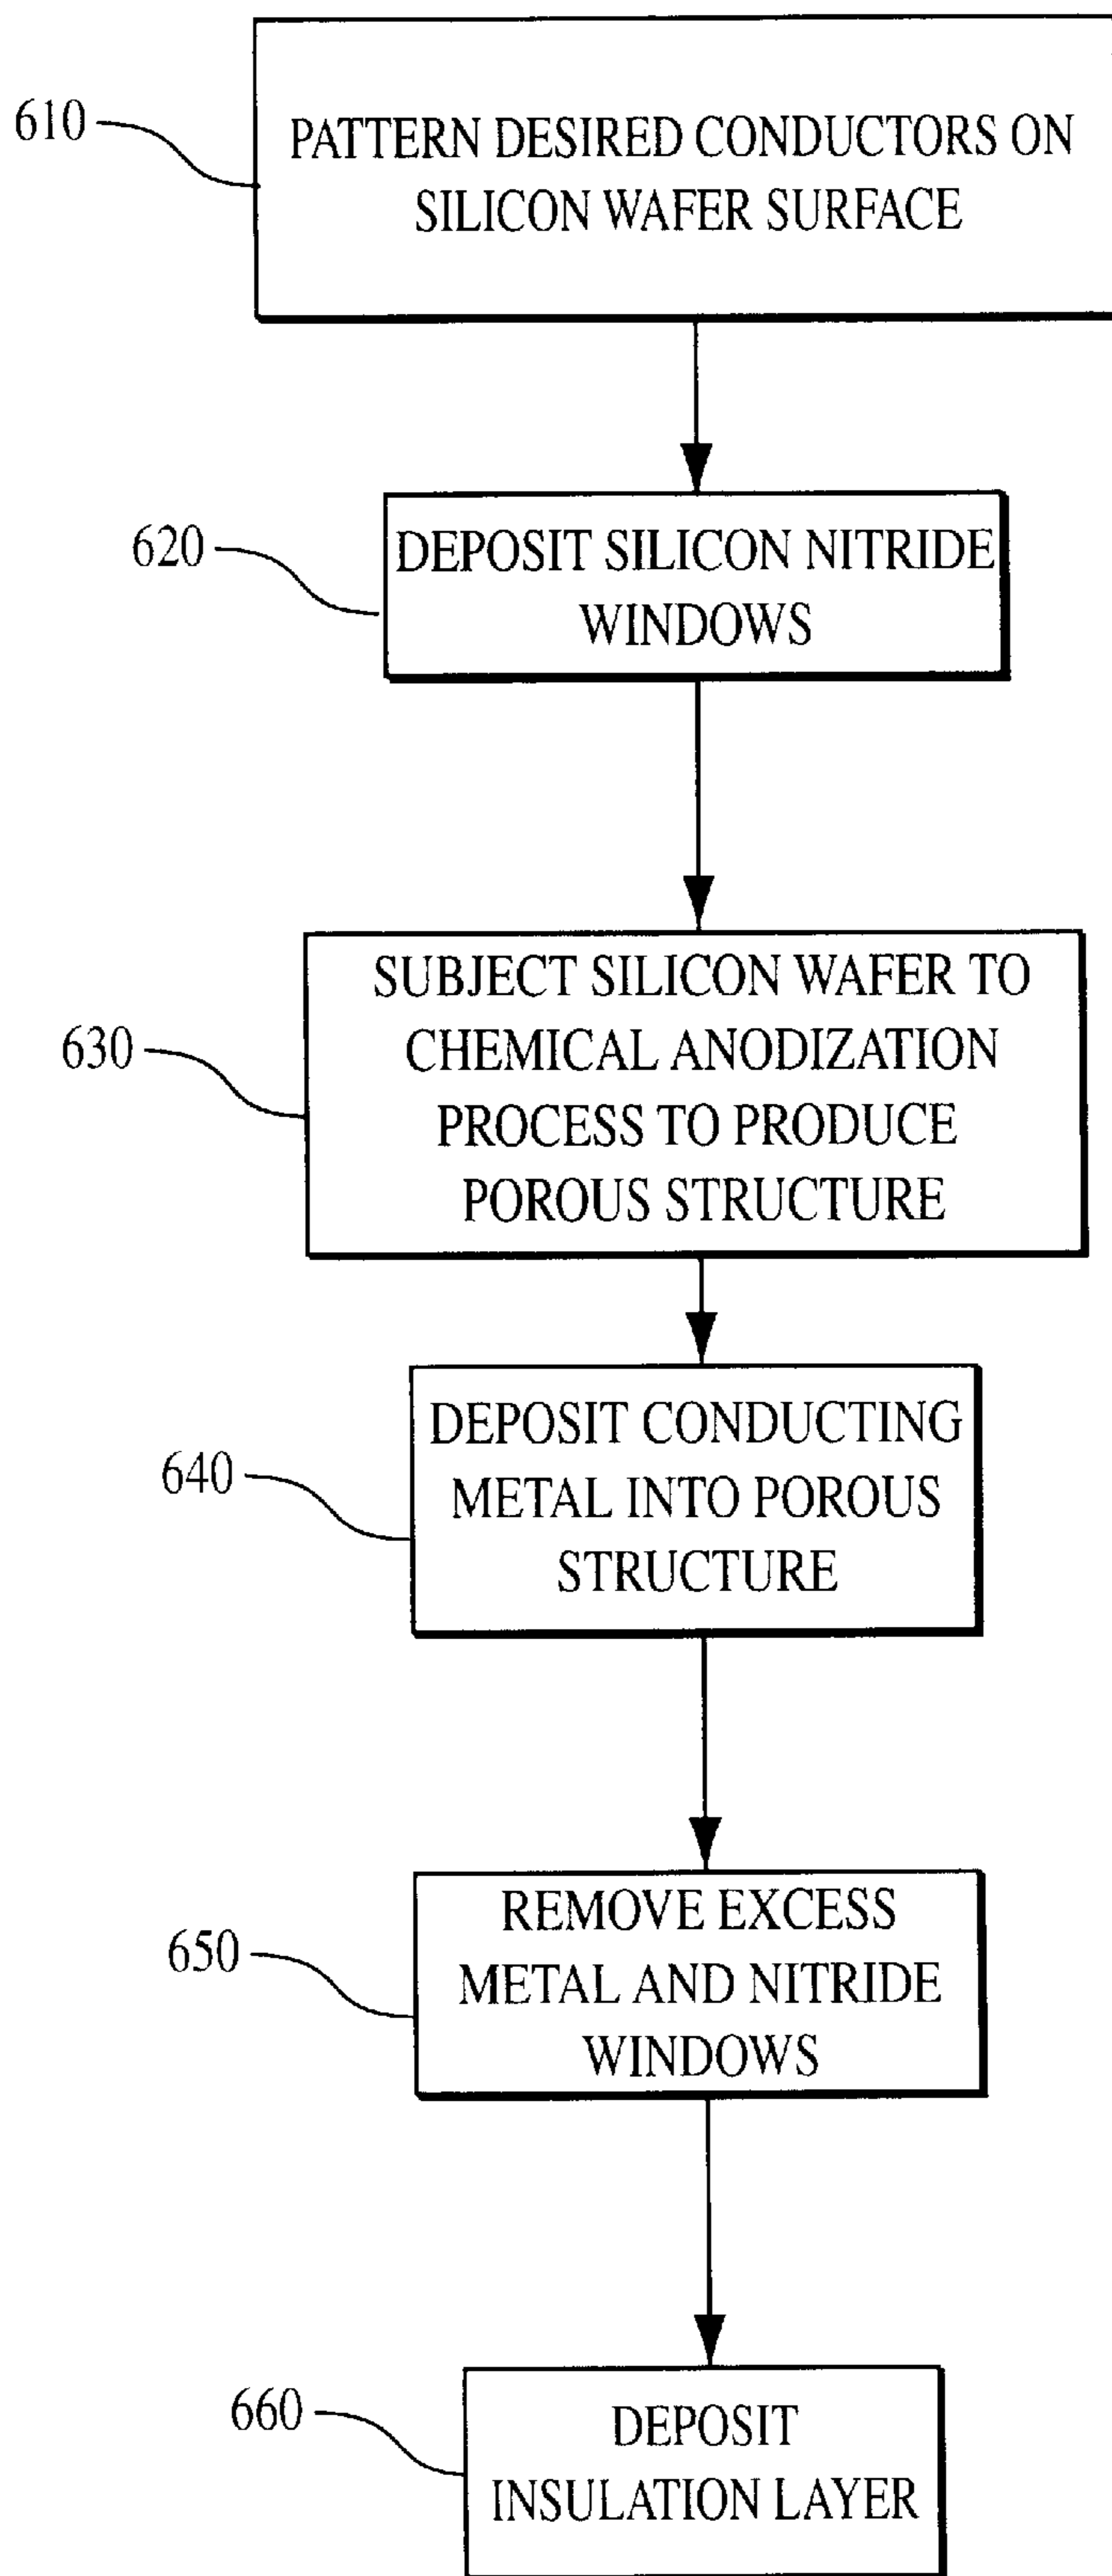 610
PATTERN DESIRED CONDUCTORS ON
SILICON WAFER SURFACE
620
DEPOSIT SILICON NITRIDE
WINDOWS
630
SUBJECT SILICON WAFER TO
CHEMICAL ANODIZATION
PROCESS TO PRODUCE
POROUS STRUCTURE
640
DEPOSIT CONDUCTING
METAL INTO POROUS
STRUCTURE
650
REMOVE EXCESS
METAL AND NITRIDE
WINDOWS
660
DEPOSIT
INSULATION LAYER